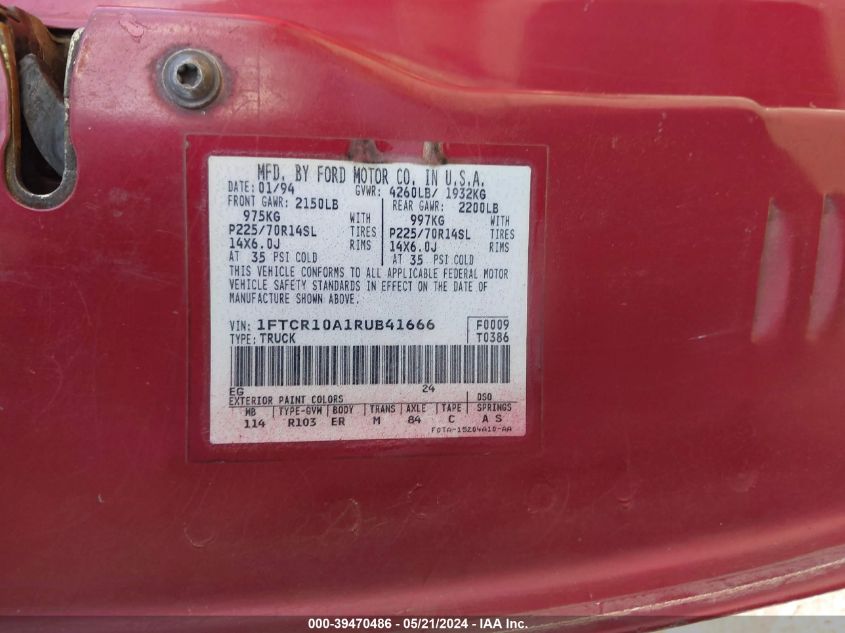 MFD. BY FORD MOTOR CO. IN U.S.A.
DATE: 01/94 GVWR: 4260LB/ 1932KG
FRONT GAWR: 2150LB REAR GAWR: 2200LB
975KG WITH 997KG WITH
P225/70R14SL TIRES P225/70R14SL TIRES
14X6.0J RIMS 14X6.0J RIMS
AT 35 PSI COLD AT 35 PSI COLD
THIS VEHICLE CONFORMS TO ALL APPLICABLE FEDERAL MOTOR
VEHICLE SAFETY STANDARDS IN EFFECT ON THE DATE OF
MANUFACTURE SHOWN ABOVE.
VIN: 1FTCR10A1RUB41666 F0009
TYPE: TRUCK T0386
EG 24
EXTERIOR PAINT COLORS DSO
WB TYPE-GVW BODY TRANS AXLE TAPE SPRINGS
114 R103 ER M 84 C A S
F0TA-15204A10-AA
000-39470486 - 05/21/2024 - IAA Inc.